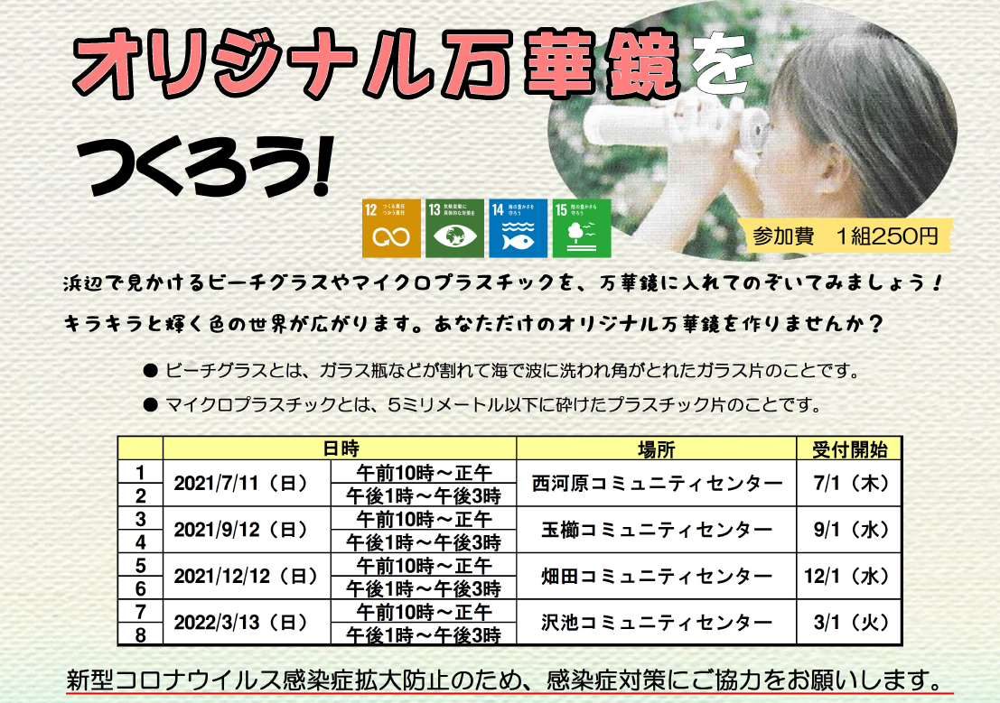 オリジナル万華鏡を
つくろう!
12 つくる責任
つかう責任
13 気候変動に
具体的な対策を
14 海の豊かさを
守ろう
15 陸の豊かさも
守ろう
参加費 1組250円
浜辺で見かけるビーチグラスやマイクロプラスチックを、万華鏡に入れてのぞいてみましょう!
キラキラと輝く色の世界が広がります。あなただけのオリジナル万華鏡を作りませんか?
● ビーチグラスとは、ガラス瓶などが割れて海で波に洗われ角がとれたガラス片のことです。
● マイクロプラスチックとは、5ミリメートル以下に砕けたプラスチック片のことです。
日時 場所 受付開始
1 2021/7/11(日) 午前10時~正午 西河原コミュニティセンター 7/1(木)
2 午後1時~午後3時
3 2021/9/12(日) 午前10時~正午 玉櫛コミュニティセンター 9/1(水)
4 午後1時~午後3時
5 2021/12/12(日) 午前10時~正午 畑田コミュニティセンター 12/1(水)
6 午後1時~午後3時
7 2022/3/13(日) 午前10時~正午 沢池コミュニティセンター 3/1(火)
8 午後1時~午後3時
新型コロナウイルス感染症拡大防止のため、感染症対策にご協力をお願いします。